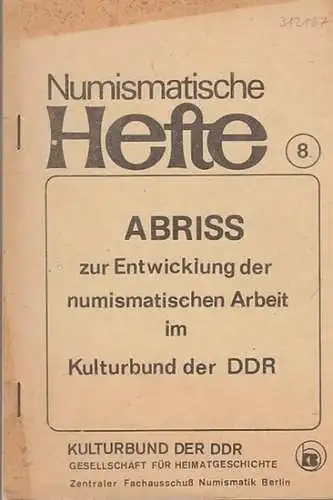 312187
Numismatische
Hefte
8
ABRISS
zur Entwicklung der
numismatischen Arbeit
im
Kulturbund der DDR
KULTURBUND DER DDR
GESELLSCHAFT FÜR HEIMATGESCHICHTE
Zentraler Fachausschuß Numismatik Berlin